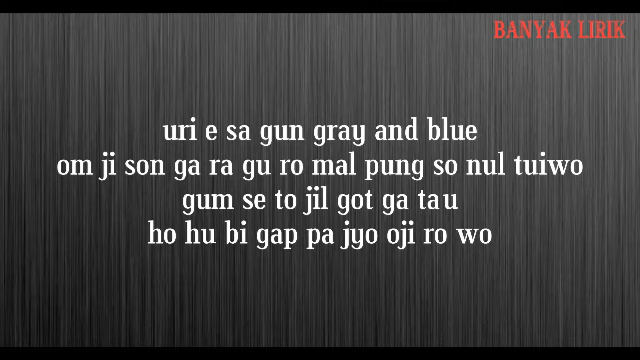 BANYAK LIRIK
uri e sa gun gray and blue
om ji son ga ra gu ro mal pung so nul tuiwo
gum se to jil got ga tau
ho hu bi gap pa jyo oji ro wo